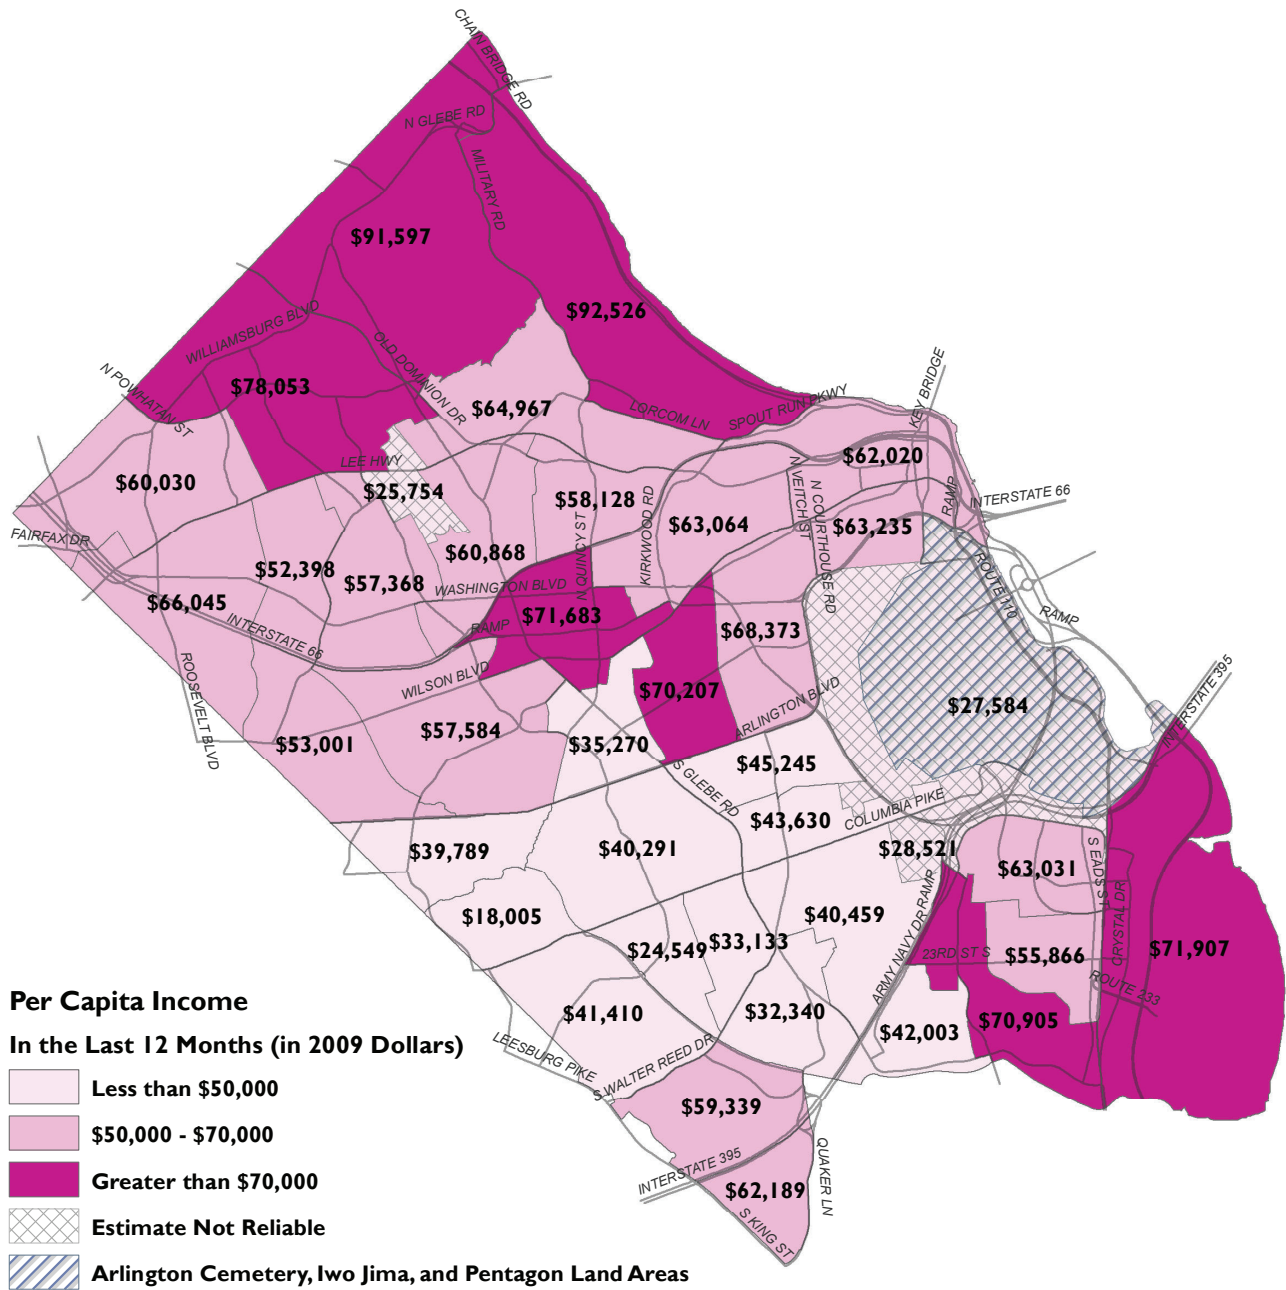 CHAIN BRIDGE RD
N GLEBE RD
MILITARY RD
$91,597
$92,526
WILLIAMSBURG BLVD
OLD DOMINION DR
N POWHATAN ST
$78,053
$64,967
LORCOM LN
SPOUT RUN PKWY
KEY BRIDGE
LEE HWY
$60,030
$25,754
$58,128
KIRKWOOD RD
$63,064
N VEITCH ST
N COURTHOUSE RD
$62,020
$63,235
RAMP
INTERSTATE 66
FAIRFAX DR
$52,398
$57,368
$60,868
N QUINCY ST
WASHINGTON BLVD
ROUTE 110
RAMP
$66,045
INTERSTATE 66
RAMP
$71,683
$68,373
ROOSEVELT BLVD
WILSON BLVD
$70,207
ARLINGTON BLVD
$27,584
INTERSTATE 395
$53,001
$57,584
$35,270
$45,245
S GLEBE RD
$43,630
COLUMBIA PIKE
$39,789
$40,291
$28,521
$63,031
S EADS ST
CRYSTAL DR
$18,005
$24,549
$33,133
$40,459
ARMY NAVY DR
RAMP
23RD ST S
$55,866
$71,907
ROUTE 233
$41,410
$32,340
$42,003
$70,905
LEESBURG PIKE
S WALTER REED DR
$59,339
INTERSTATE 395
QUAKER LN
$62,189
S KING ST
Per Capita Income
In the Last 12 Months (in 2009 Dollars)
Less than $50,000
$50,000 - $70,000
Greater than $70,000
Estimate Not Reliable
Arlington Cemetery, Iwo Jima, and Pentagon Land Areas